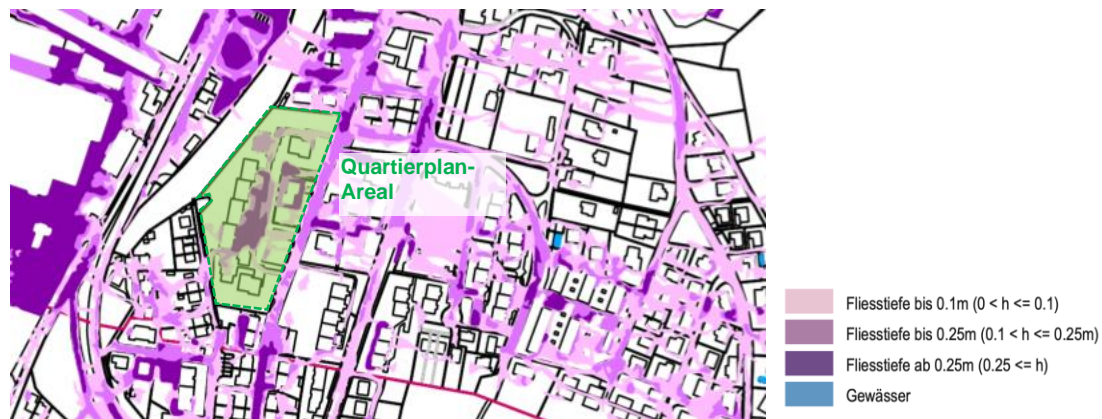 Quartierplan-
Areal
Fliesstiefe bis 0.1m (0 < h <= 0.1)
Fliesstiefe bis 0.25m (0.1 < h <= 0.25m)
Fliesstiefe ab 0.25m (0.25 <= h)
Gewässer